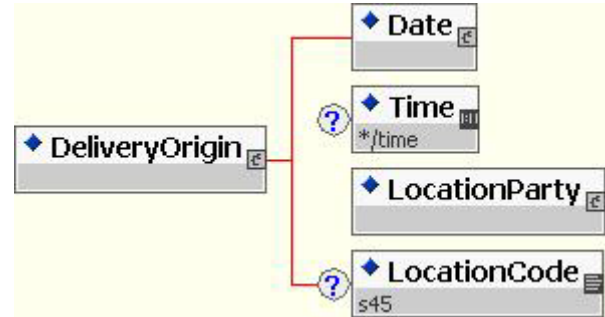 Date
?
Time
*/time
DeliveryOrigin
LocationParty
?
LocationCode
s45